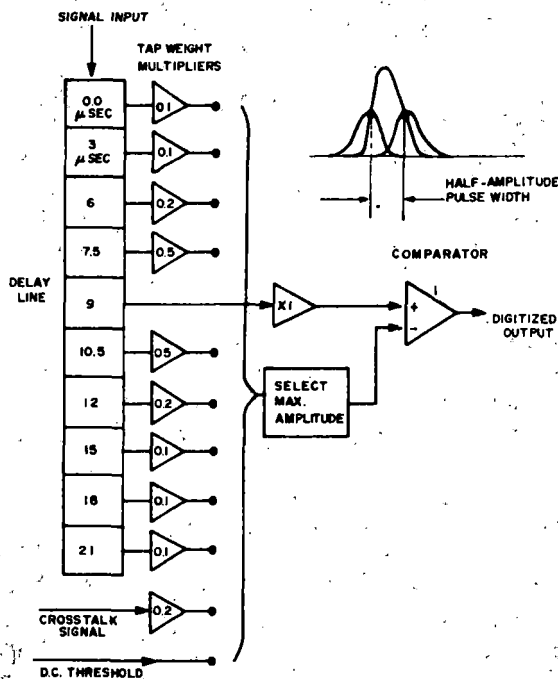 SIGNAL INPUT
TAP WEIGHT
MULTIPLIERS
0.0
μ SEC
0.1
3
μ SEC
0.1
6
0.2
7.5
0.5
DELAY
LINE
9
X1
10.5
0.5
12
0.2
15
0.1
18
0.1
21
0.1
CROSSTALK
SIGNAL
0.2
D.C. THRESHOLD
HALF-AMPLITUDE
PULSE WIDTH
COMPARATOR
+
-
DIGITIZED
OUTPUT
SELECT
MAX.
AMPLITUDE